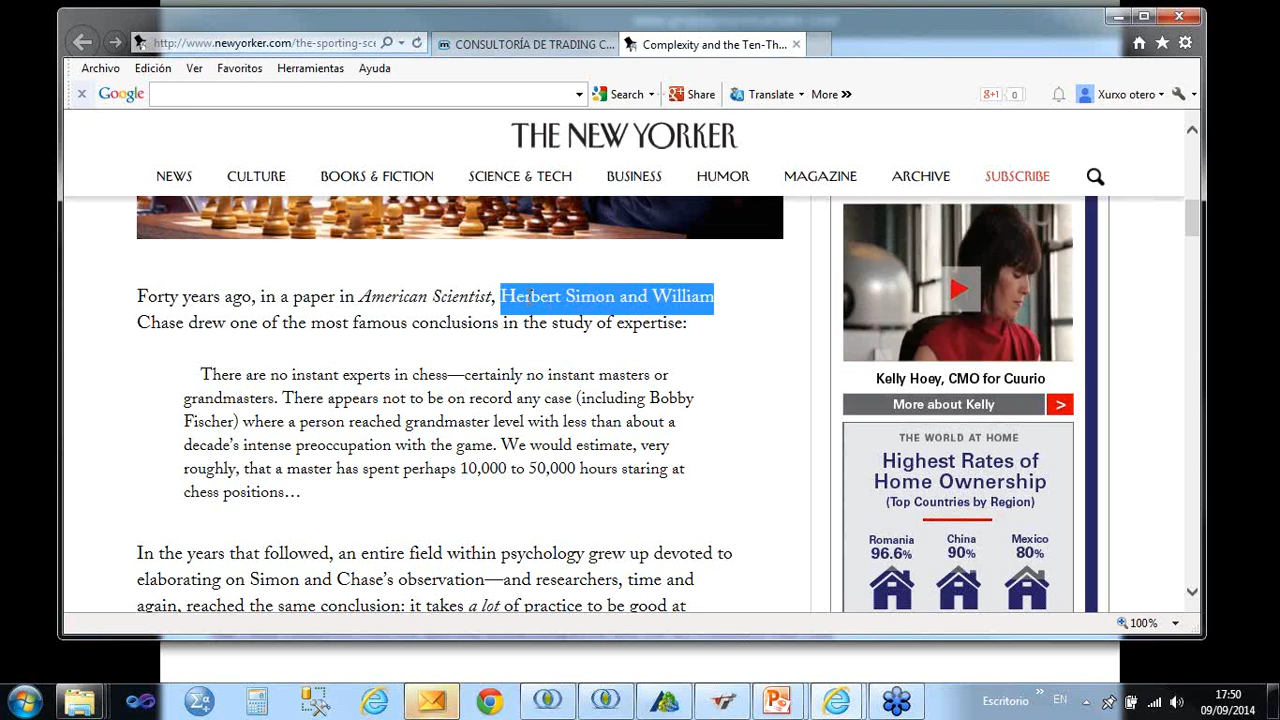 http://www.newyorker.com/the-sporting-sce
CONSULTORÍA DE TRADING C...
Complexity and the Ten-Th...
Archivo Edición Ver Favoritos Herramientas Ayuda
x Google Search Share Translate More » g+1 0 Xurxo otero
THE NEW YORKER
NEWS CULTURE BOOKS & FICTION SCIENCE & TECH BUSINESS HUMOR MAGAZINE ARCHIVE SUBSCRIBE
Forty years ago, in a paper in American Scientist, Herbert Simon and William
Chase drew one of the most famous conclusions in the study of expertise:
There are no instant experts in chess—certainly no instant masters or
grandmasters. There appears not to be on record any case (including Bobby
Fischer) where a person reached grandmaster level with less than about a
decade's intense preoccupation with the game. We would estimate, very
roughly, that a master has spent perhaps 10,000 to 50,000 hours staring at
chess positions…
In the years that followed, an entire field within psychology grew up devoted to
elaborating on Simon and Chase's observation—and researchers, time and
again, reached the same conclusion: it takes a lot of practice to be good at
Kelly Hoey, CMO for Cuurio
More about Kelly >
THE WORLD AT HOME
Highest Rates of
Home Ownership
(Top Countries by Region)
Romania China Mexico
96.6% 90% 80%
100%
Escritorio » EN
17:50
09/09/2014